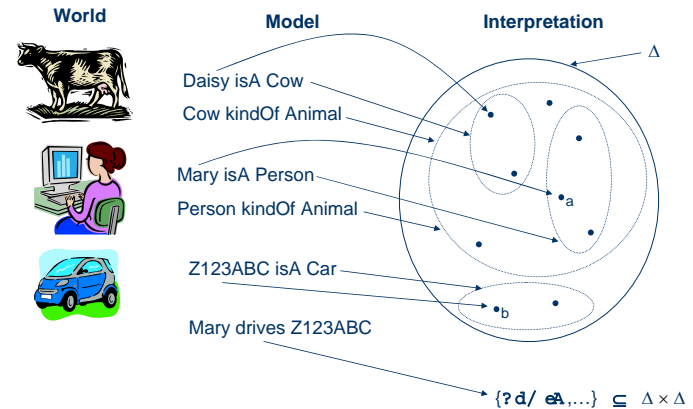 World
Model
Interpretation
Δ
Daisy isA Cow
Cow kindOf Animal
Mary isA Person
a
Person kindOf Animal
Z123ABC isA Car
b
Mary drives Z123ABC
{? d/ eA,…} ⊆ Δ × Δ